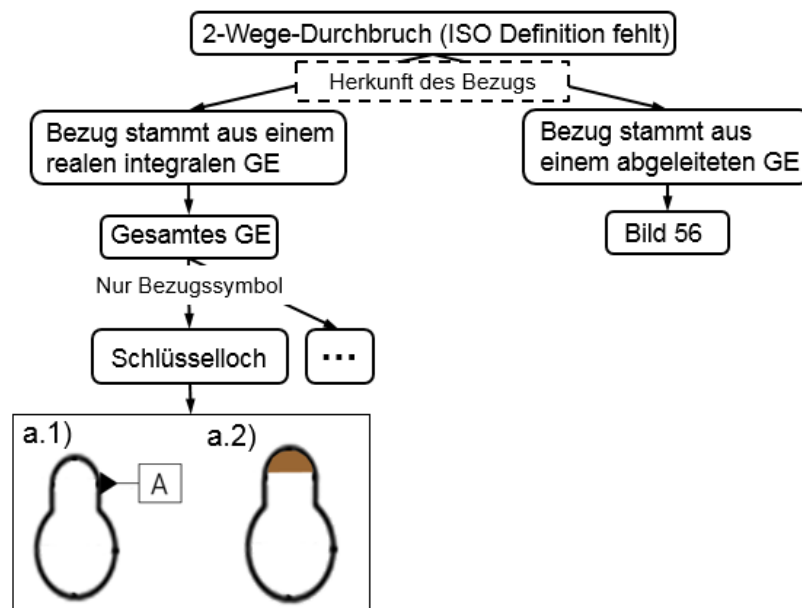 2-Wege-Durchbruch (ISO Definition fehlt)
Herkunft des Bezugs
Bezug stammt aus einem
realen integralen GE
Bezug stammt aus
einem abgeleiteten GE
Gesamtes GE
Bild 56
Nur Bezugssymbol
Schlüsselloch
...
a.1)
a.2)
A